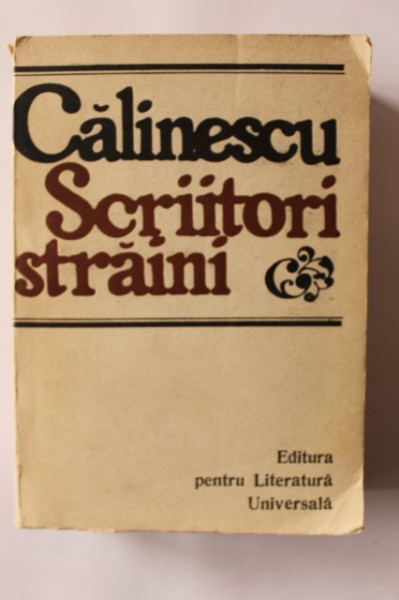 Călinescu
Scriitori
străini
Editura
pentru Literatură
Universală